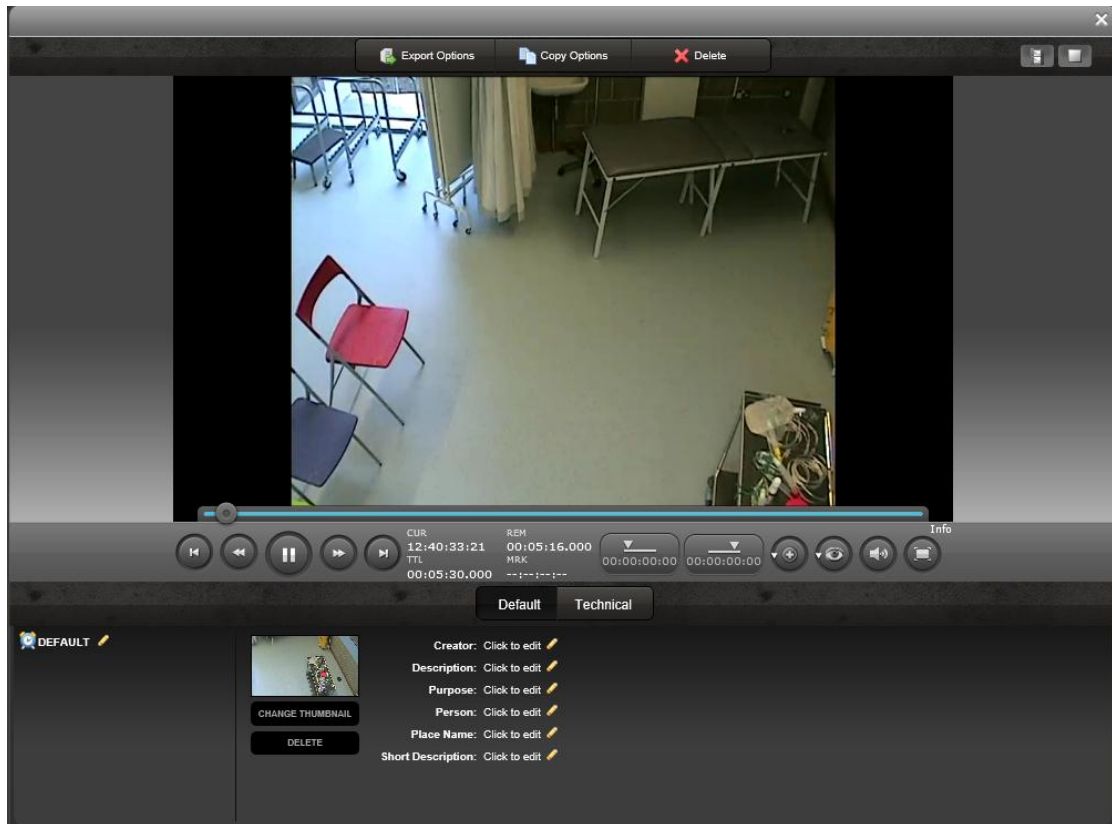 Export Options Copy Options Delete
Info
CUR REM
12:40:33:21 00:05:16.000
TTL MRK
00:05:30.000 --:--:--:--
00:00:00:00 00:00:00:00
Default Technical
DEFAULT
Creator: Click to edit
Description: Click to edit
Purpose: Click to edit
CHANGE THUMBNAIL
Person: Click to edit
Place Name: Click to edit
DELETE
Short Description: Click to edit